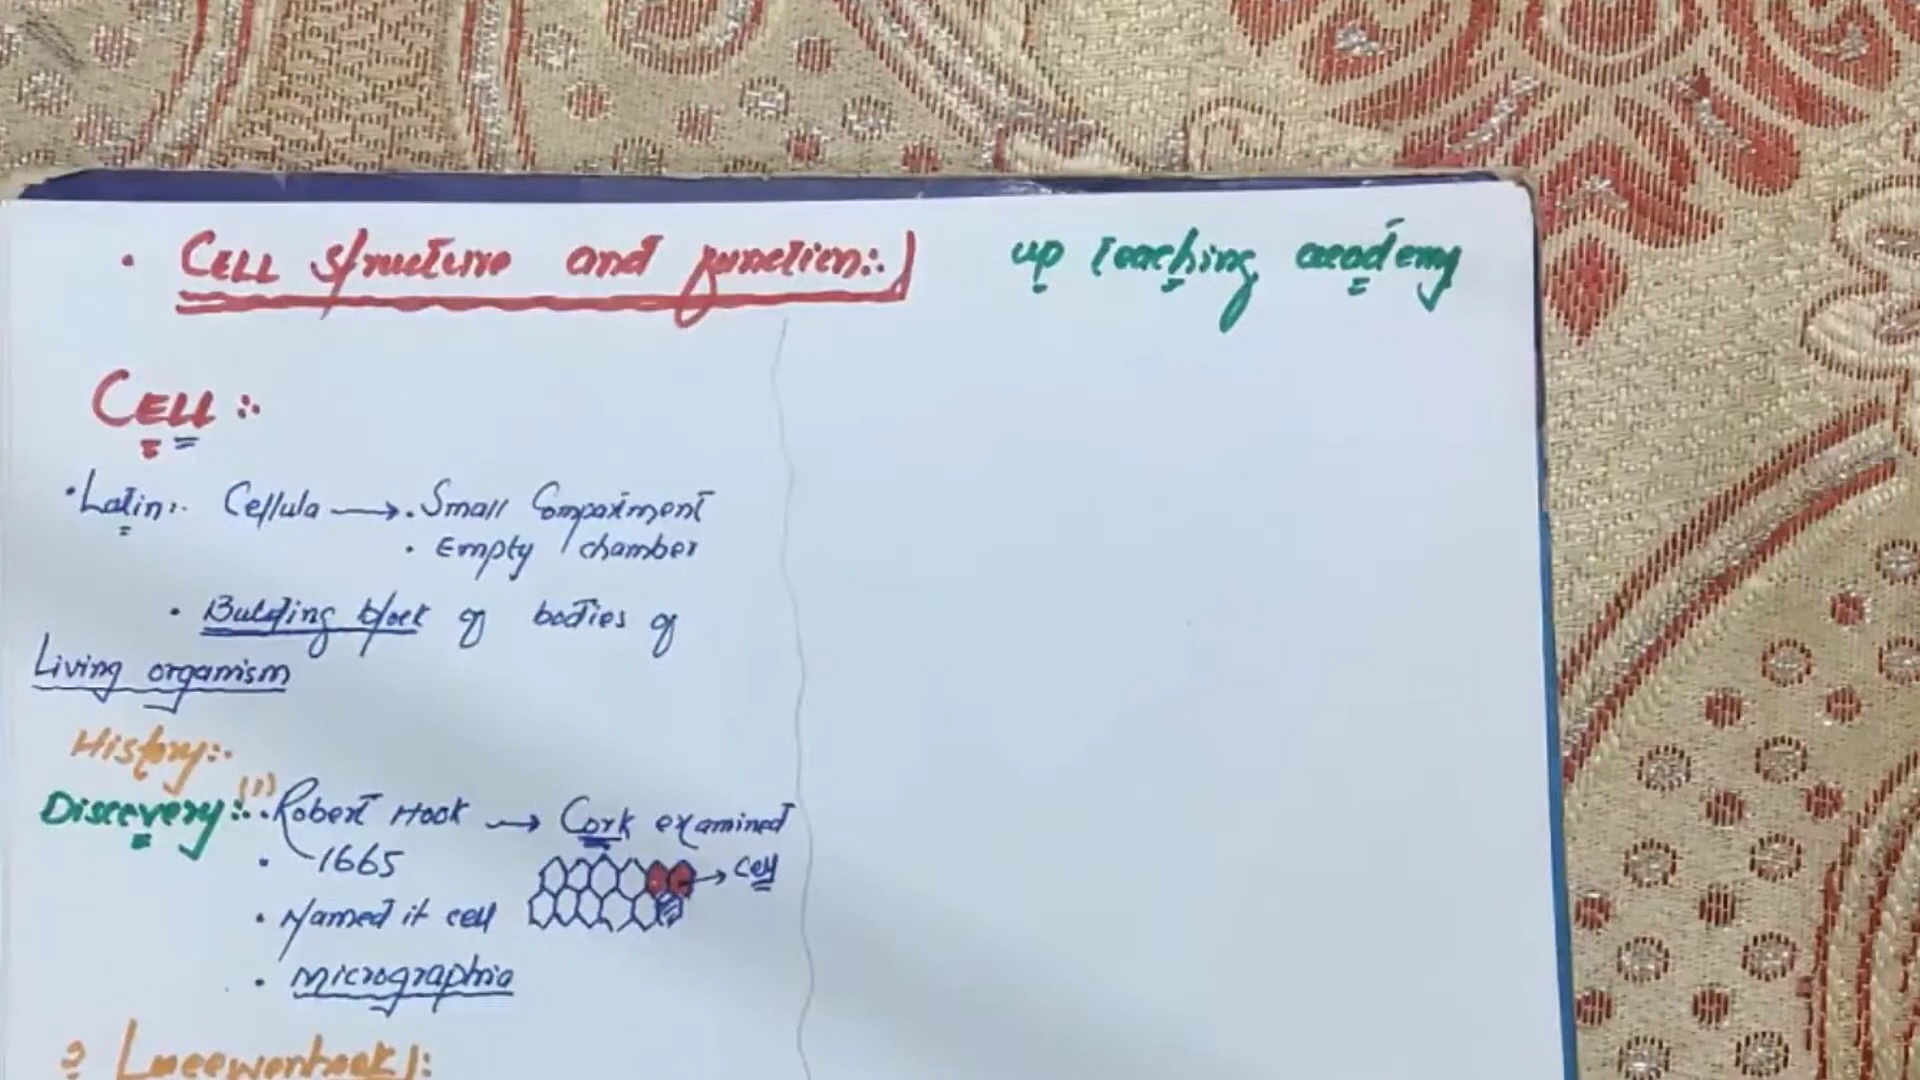 • CELL structure and function:.
up teaching academy
CELL :.
• Latin:. Cellula → • Small Compartment
• Empty chamber
• Building block of bodies of
Living organism
History:.
Discovery:. (1) • Robert Hook → Cork examined
• 1665
→ cell
• Named it cell
• Micrographia